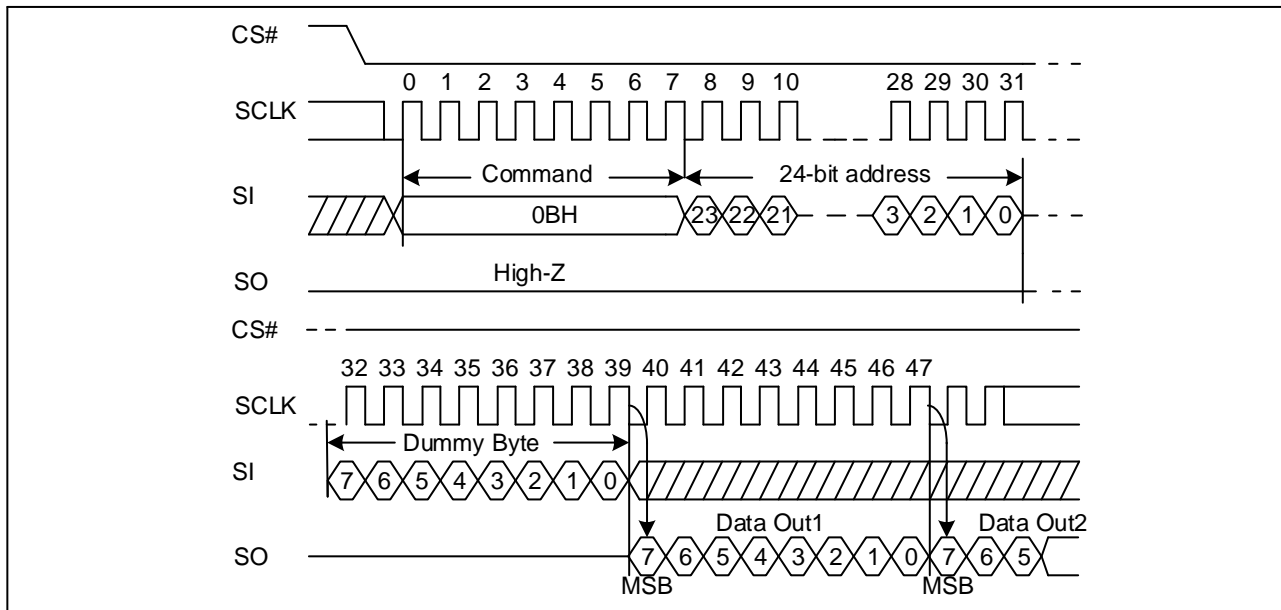 CS#
0 1 2 3 4 5 6 7 8 9 10 28 29 30 31
SCLK
Command 24-bit address
SI
0BH 23 22 21 3 2 1 0
High-Z
SO
CS#
32 33 34 35 36 37 38 39 40 41 42 43 44 45 46 47
SCLK
Dummy Byte
SI
7 6 5 4 3 2 1 0
Data Out1 Data Out2
SO
7 6 5 4 3 2 1 0 7 6 5
MSB MSB